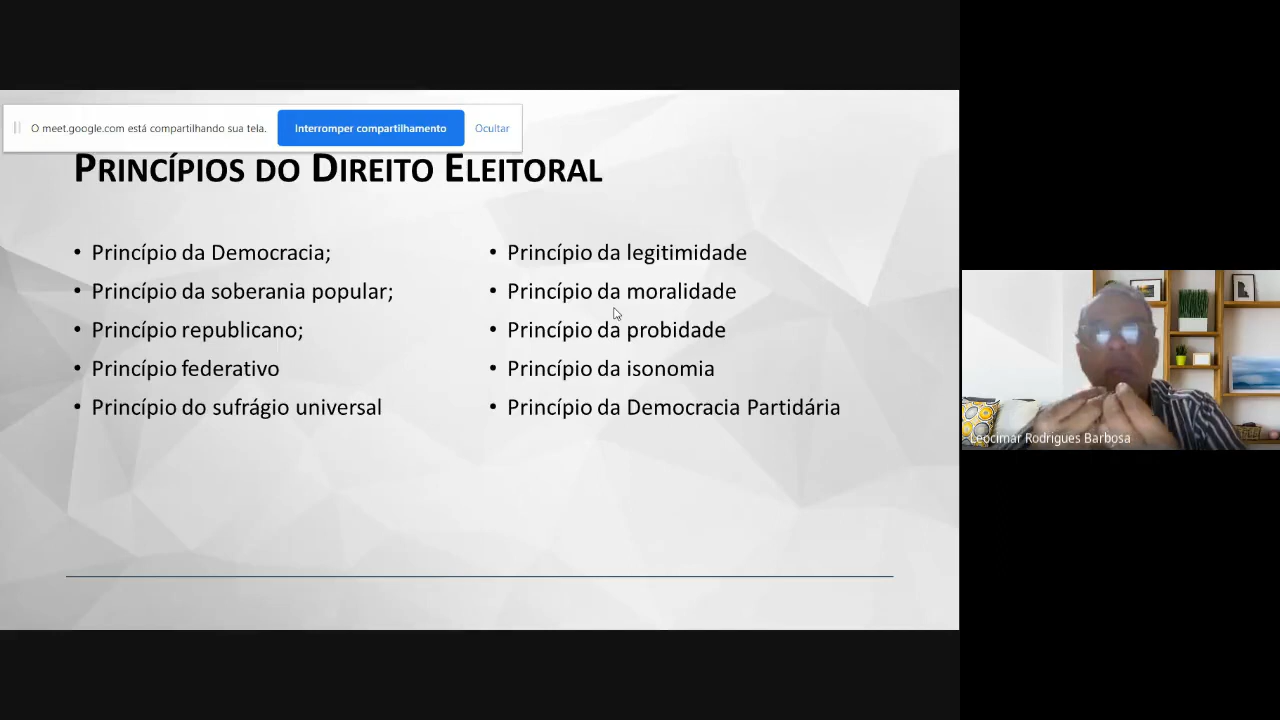 O meet.google.com está compartilhando sua tela. Interromper compartilhamento Ocultar
PRINCÍPIOS DO DIREITO ELEITORAL
• Princípio da Democracia;
• Princípio da soberania popular;
• Princípio republicano;
• Princípio federativo
• Princípio do sufrágio universal
• Princípio da legitimidade
• Princípio da moralidade
• Princípio da probidade
• Princípio da isonomia
• Princípio da Democracia Partidária
Leocimar Rodrigues Barbosa